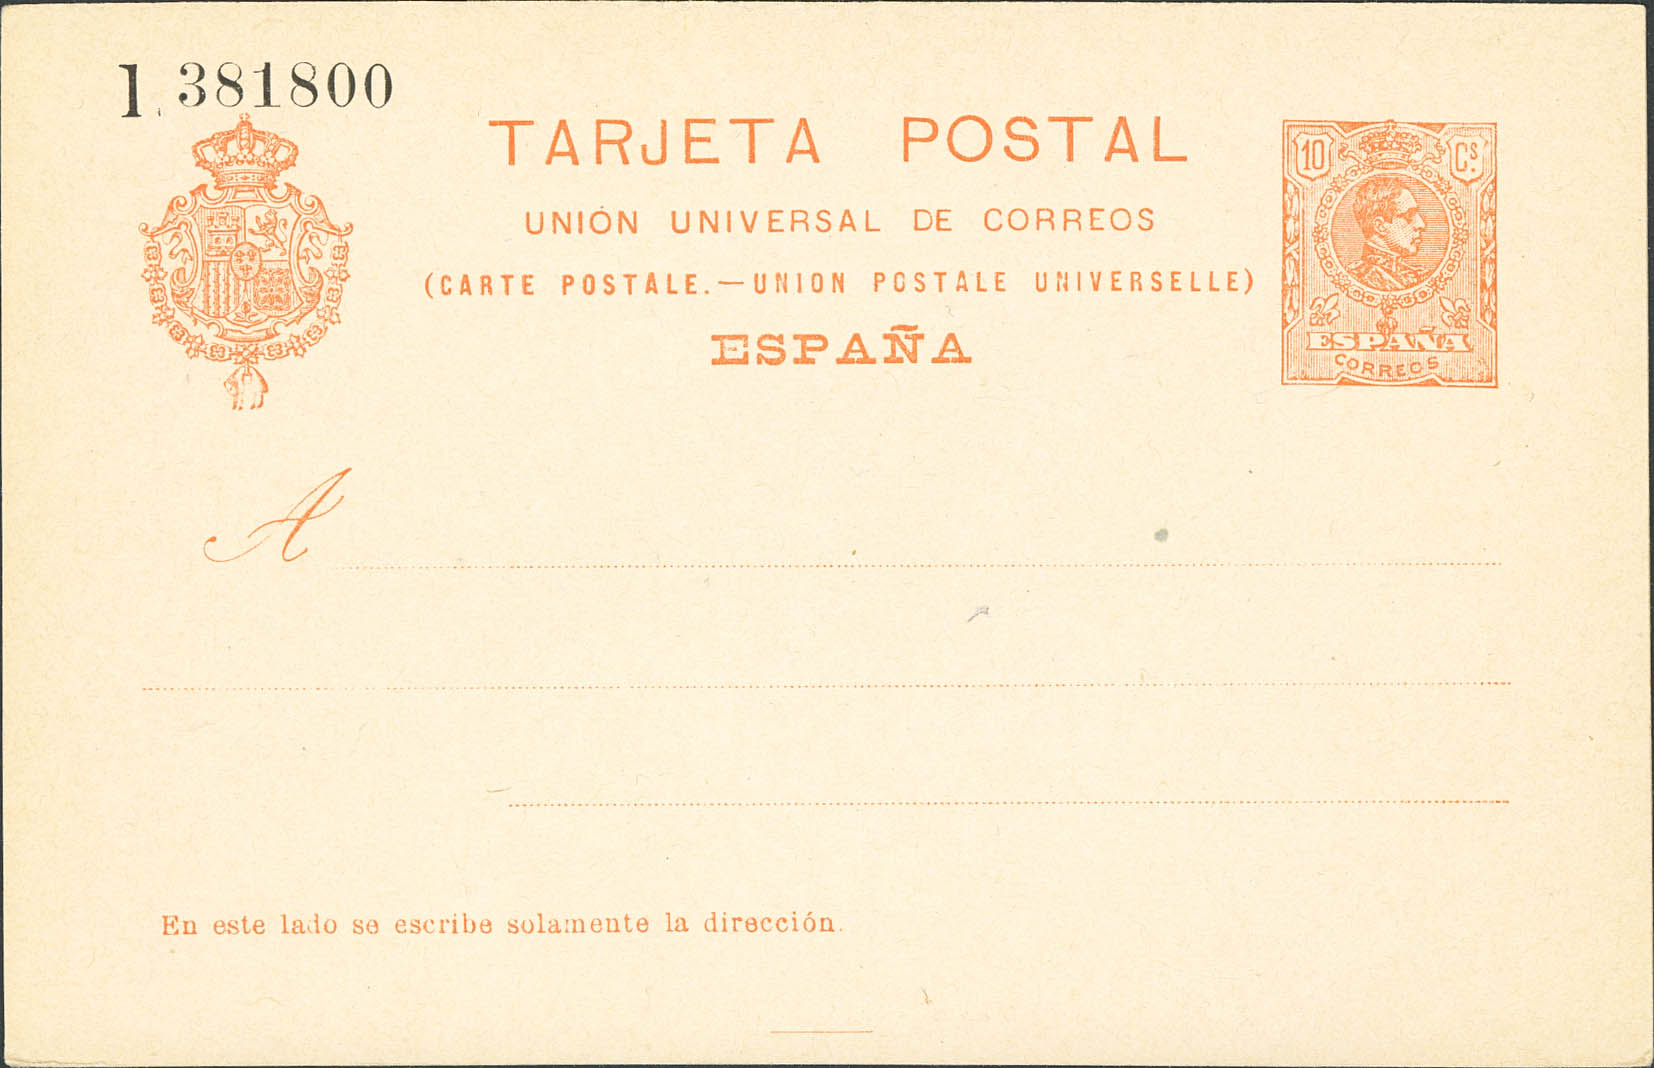 1 381800
TARJETA POSTAL
UNIÓN UNIVERSAL DE CORREOS
(CARTE POSTALE.—UNION POSTALE UNIVERSELLE)
ESPAÑA
10 Cs.
ESPAÑA
CORREOS
A
En este lado se escribe solamente la dirección.